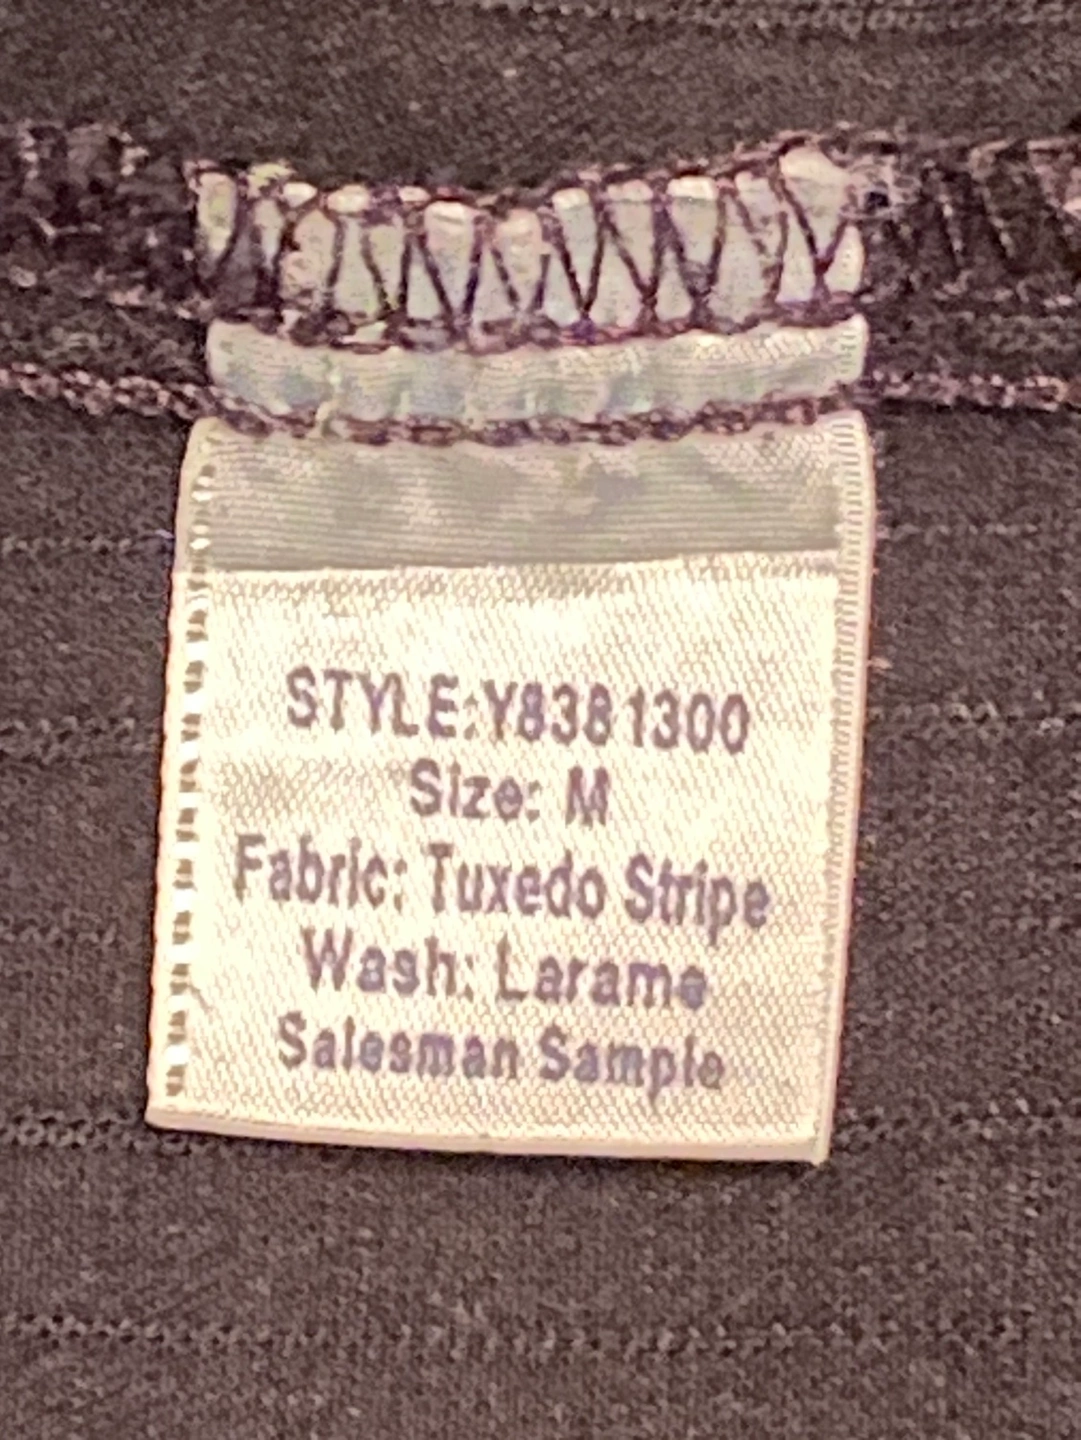 STYLE:Y8381300
Size: M
Fabric: Tuxedo Stripe
Wash: Larame
Salesman Sample